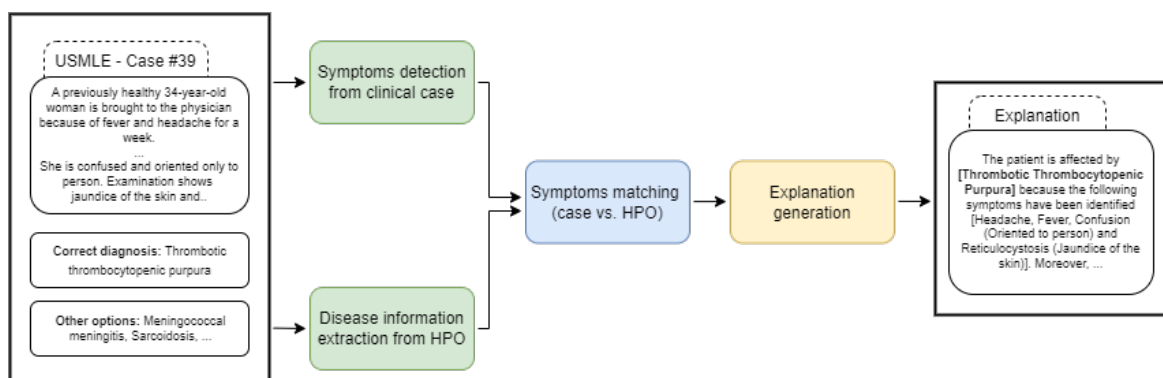 USMLE - Case #39
A previously healthy 34-year-old
woman is brought to the physician
because of fever and headache for a
week.
...
She is confused and oriented only to
person. Examination shows
jaundice of the skin and..
Correct diagnosis: Thrombotic
thrombocytopenic purpura
Other options: Meningococcal
meningitis, Sarcoidosis, ...
Symptoms detection
from clinical case
Disease information
extraction from HPO
Symptoms matching
(case vs. HPO)
Explanation
generation
Explanation
The patient is affected by
[Thrombotic Thrombocytopenic
Purpura] because the following
symptoms have been identified
[Headache, Fever, Confusion
(Oriented to person) and
Reticulocystosis (Jaundice of the
skin)]. Moreover, ...